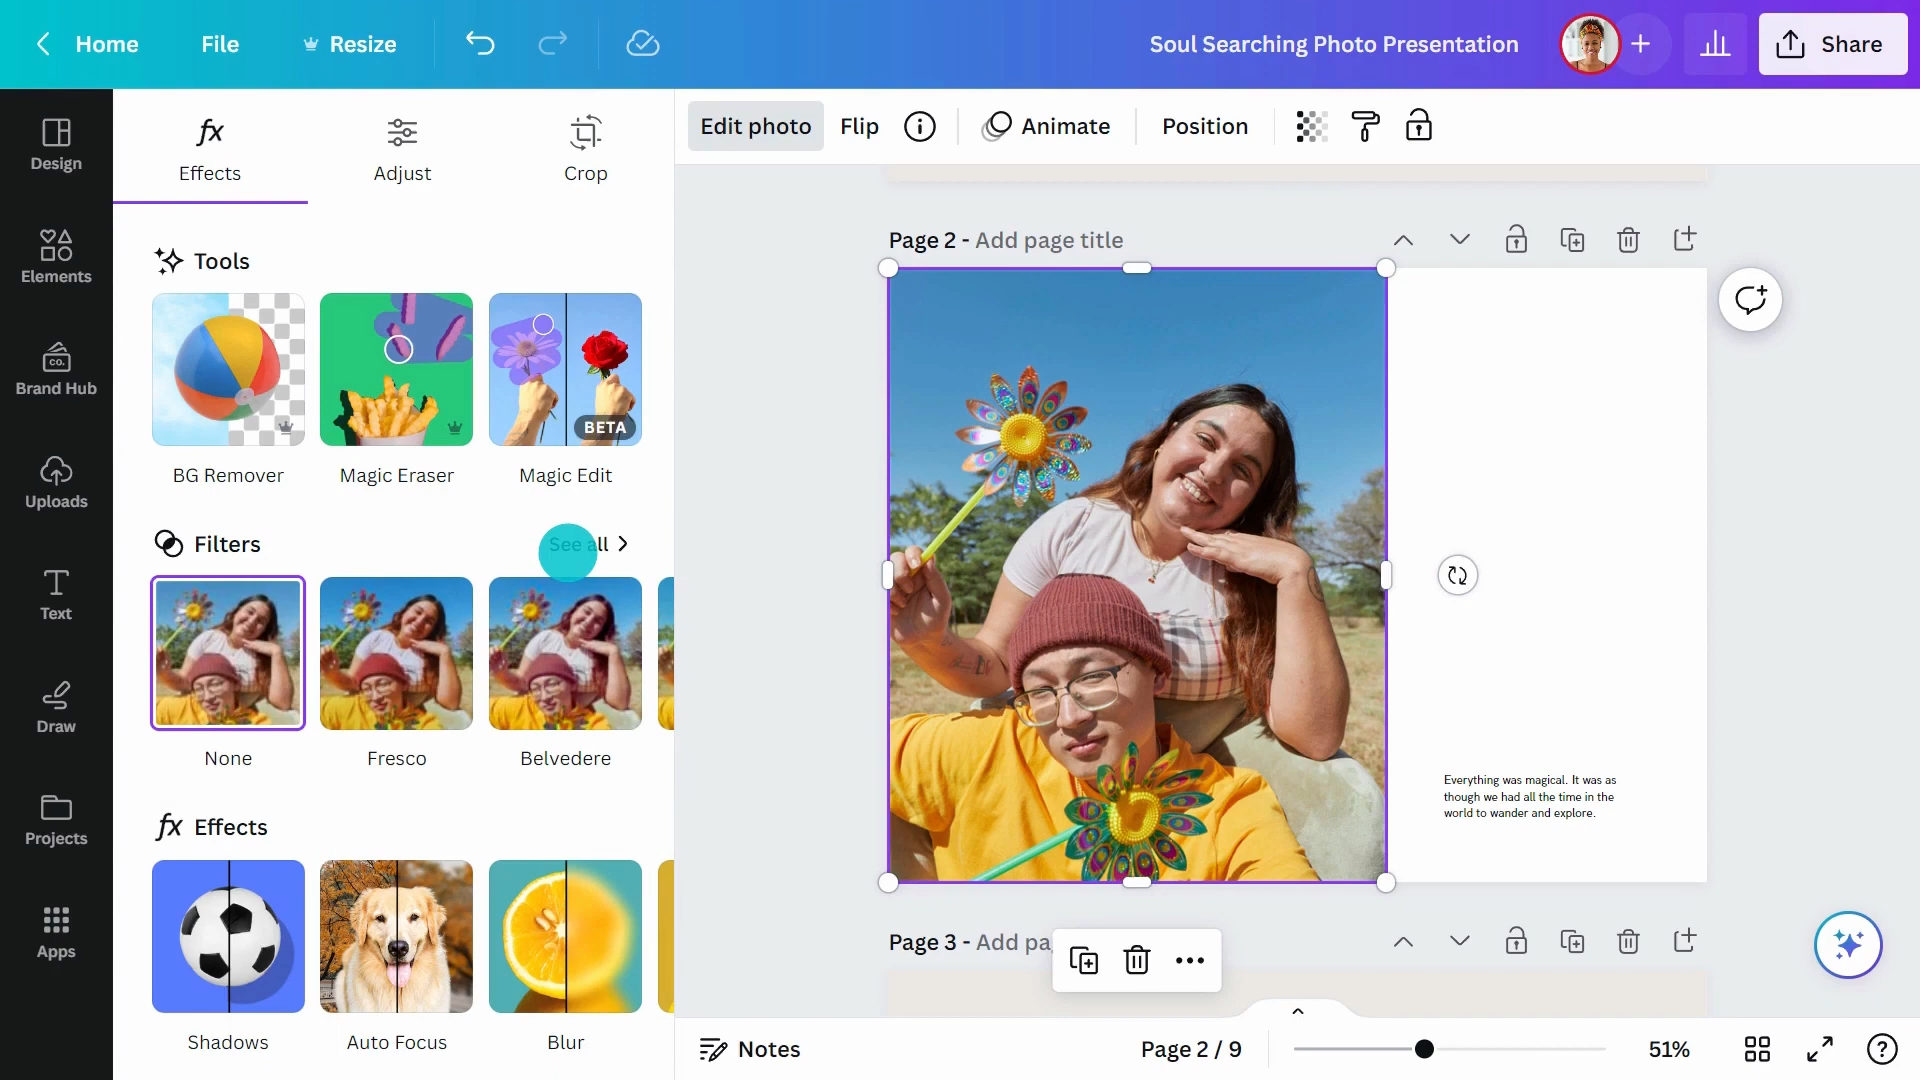 Home
File
Resize
Soul Searching Photo Presentation
Share
Design
Elements
CO.
Brand Hub
Uploads
Text
Draw
Projects
Apps
fx
Effects
Adjust
Crop
Tools
BG Remover
Magic Eraser
BETA
Magic Edit
Filters
See all
None
Fresco
Belvedere
fx Effects
Shadows
Auto Focus
Blur
Edit photo
Flip
Animate
Position
Page 2 - Add page title
Everything was magical. It was as
though we had all the time in the
world to wander and explore.
Page 3 - Add pa
Notes
Page 2 / 9
51%